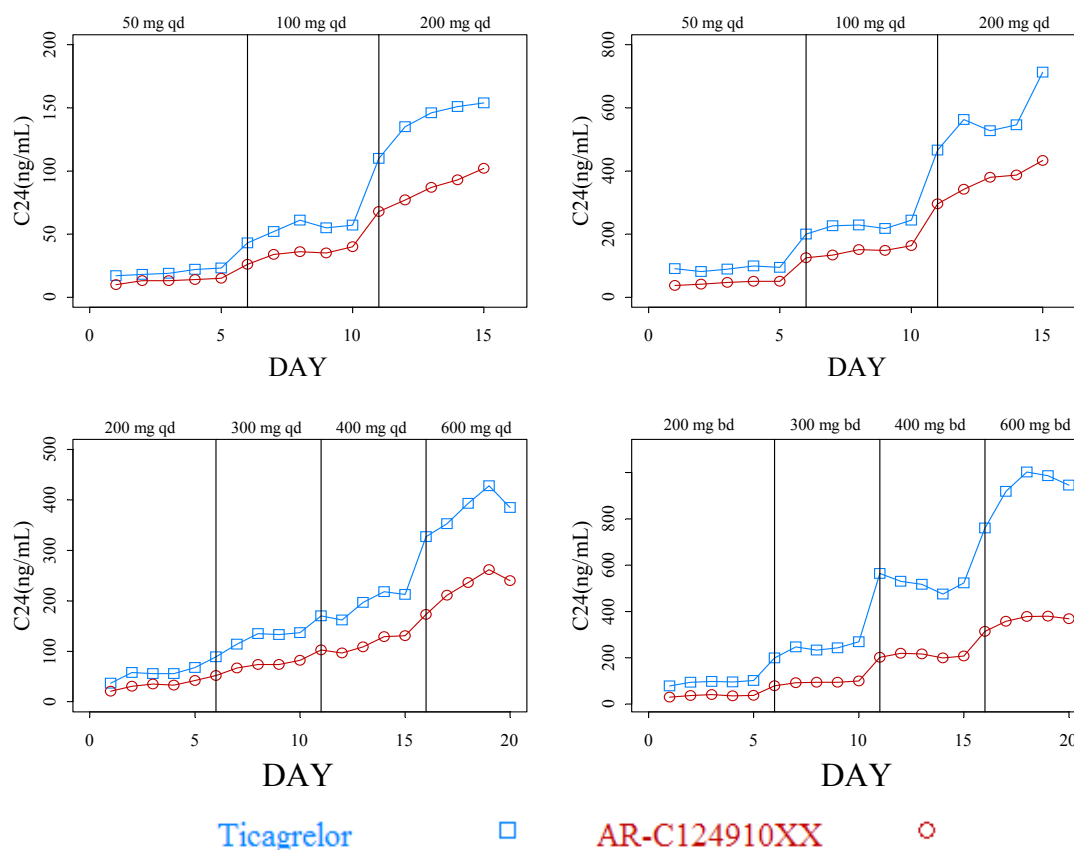 50 mg qd 100 mg qd 200 mg qd
C24(ng/mL)
0 50 100 150 200
0 5 10 15
DAY
50 mg qd 100 mg qd 200 mg qd
C24(ng/mL)
0 200 400 600 800
0 5 10 15
DAY
200 mg qd 300 mg qd 400 mg qd 600 mg qd
C24(ng/mL)
0 100 200 300 400 500
0 5 10 15 20
DAY
200 mg bd 300 mg bd 400 mg bd 600 mg bd
C24(ng/mL)
0 200 400 600 800
0 5 10 15 20
DAY
Ticagrelor AR-C124910XX